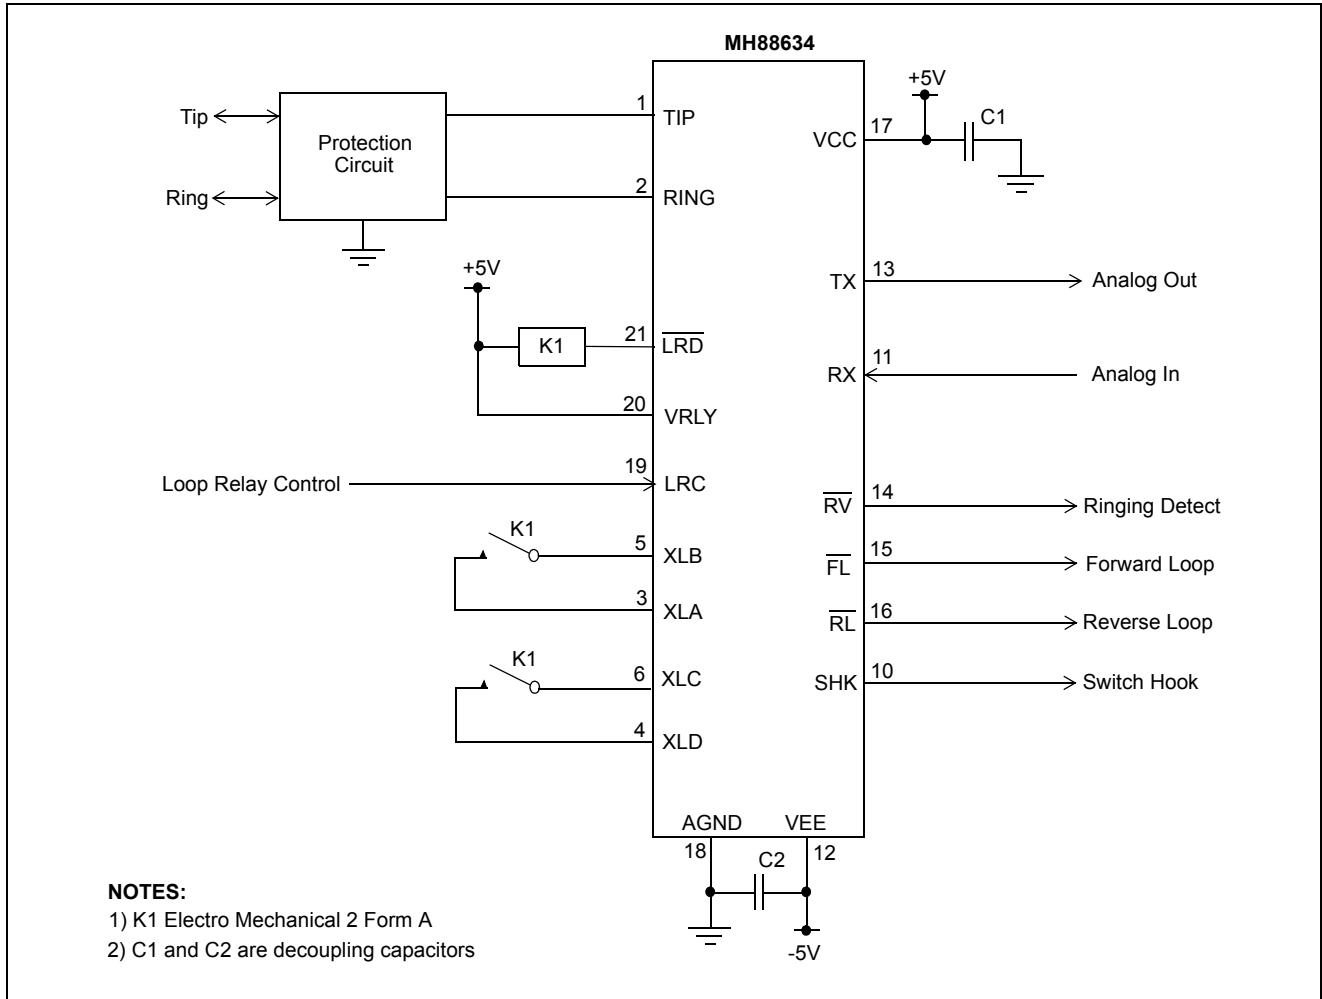 MH88634
Tip
Ring
Protection
Circuit
1
TIP
2
RING
+5V
K1
21
LRD
20
VRLY
Loop Relay Control
19
LRC
K1
5
XLB
3
XLA
K1
6
XLC
4
XLD
+5V
C1
VCC
17
TX
13
Analog Out
RX
11
Analog In
RV
14
Ringing Detect
FL
15
Forward Loop
RL
16
Reverse Loop
SHK
10
Switch Hook
AGND
VEE
18
C2
12
-5V
NOTES:
1) K1 Electro Mechanical 2 Form A
2) C1 and C2 are decoupling capacitors